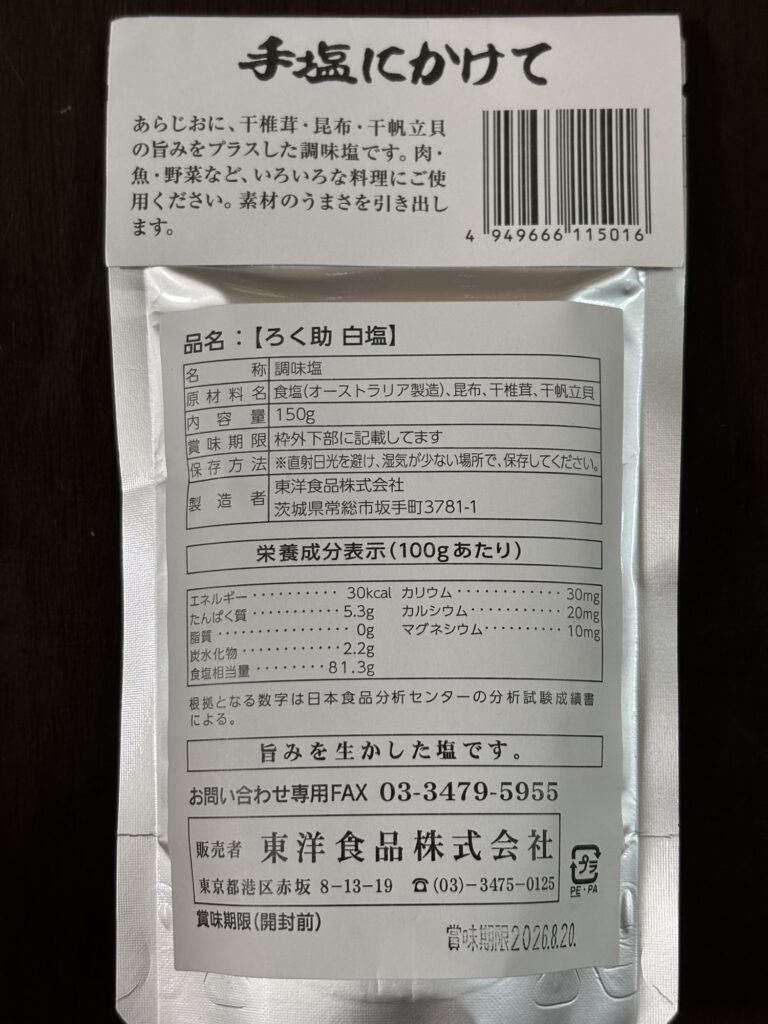 手塩にかけて
あらじおに、干椎茸・昆布・干帆立貝
の旨みをプラスした調味塩です。肉・
魚・野菜など、いろいろな料理にご使
用ください。素材のうまさを引き出し
ます。
4 949666 115016
品名：【ろく助 白塩】
名称 調味塩
原材料名 食塩(オーストラリア製造)、昆布、干椎茸、干帆立貝
内容量 150g
賞味期限 枠外下部に記載してます
保存方法 ※直射日光を避け、湿気が少ない場所で、保存してください。
製造者 東洋食品株式会社
茨城県常総市坂手町3781-1
栄養成分表示(100gあたり)
エネルギー・・・・・・・・・・30kcal カリウム・・・・・・・・・・・・30mg
たんぱく質・・・・・・・・・・・5.3g カルシウム・・・・・・・・・・・20mg
脂質・・・・・・・・・・・・・・・・0g マグネシウム・・・・・・・・・・10mg
炭水化物・・・・・・・・・・・・2.2g
食塩相当量・・・・・・・・81.3g
根拠となる数字は日本食品分析センターの分析試験成績書
による。
旨みを生かした塩です。
お問い合わせ専用FAX 03-3479-5955
販売者 東洋食品株式会社
東京都港区赤坂 8-13-19 ☎(03)-3475-0125
プラ
PE・PA
賞味期限(開封前)
賞味期限2026.8.20.